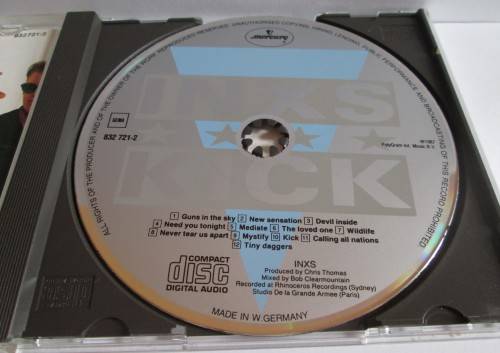 832 721-2
ALL RIGHTS OF THE PRODUCER AND OF THE OWNER OF THE WORK REPRODUCED RESERVED. UNAUTHORISED COPYING, HIRING, LENDING, PUBLIC PERFORMANCE AND BROADCASTING OF THIS RECORD PROHIBITED
mercury
INXS
KICK
GEMA
832 721-2
℗1987
PolyGram Int. Music B.V.
1 Guns in the sky 2 New sensation 3 Devil inside
4 Need you tonight 5 Mediate 6 The loved one 7 Wildlife
8 Never tear us apart 9 Mystify 10 Kick 11 Calling all nations
12 Tiny daggers
COMPACT
disc
DIGITAL AUDIO
INXS
Produced by Chris Thomas
Mixed by Bob Clearmountain
Recorded at Rhinoceros Recordings (Sydney)
Studio De la Grande Armee (Paris)
MADE IN W.GERMANY